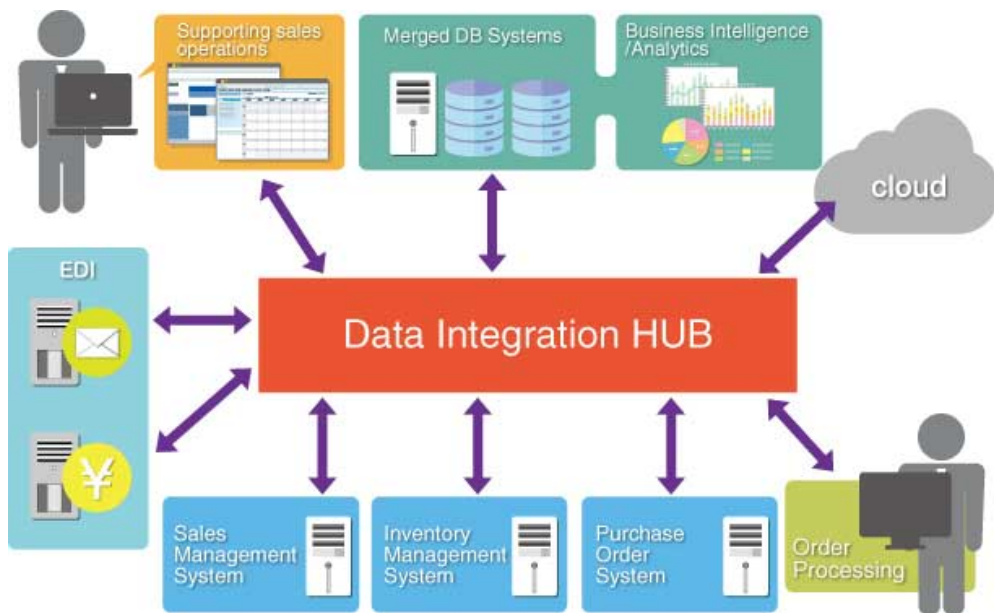 Supporting sales
operations
Merged DB Systems
Business Intelligence
/Analytics
cloud
EDI
Data Integration HUB
¥
Sales
Management
System
Inventory
Management
System
Purchase
Order
System
Order
Processing